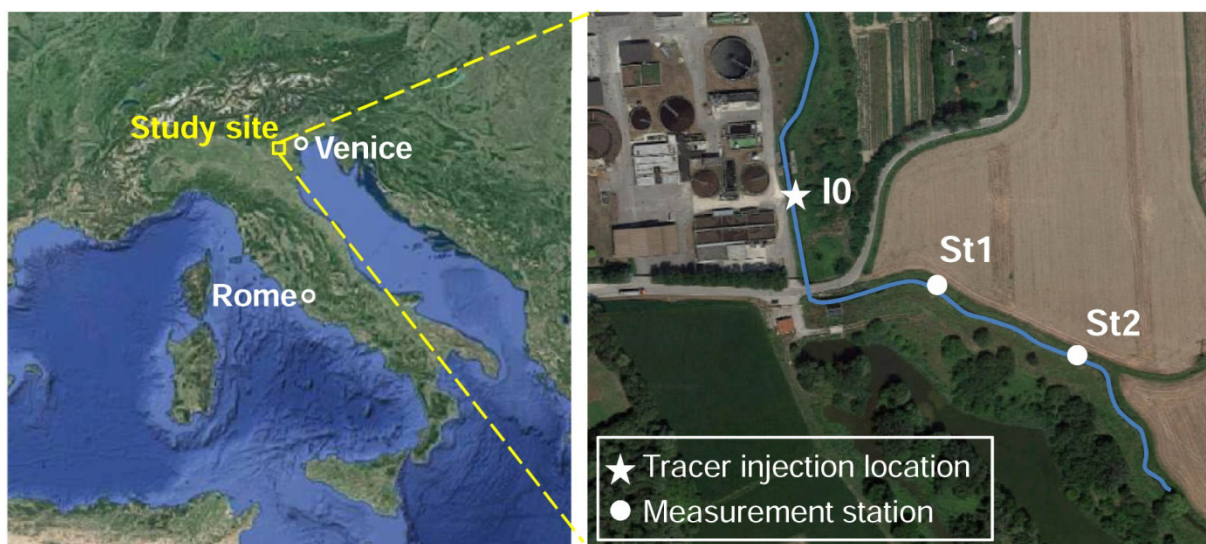 Study site
Venice
Rome
I0
St1
St2
Tracer injection location
Measurement station